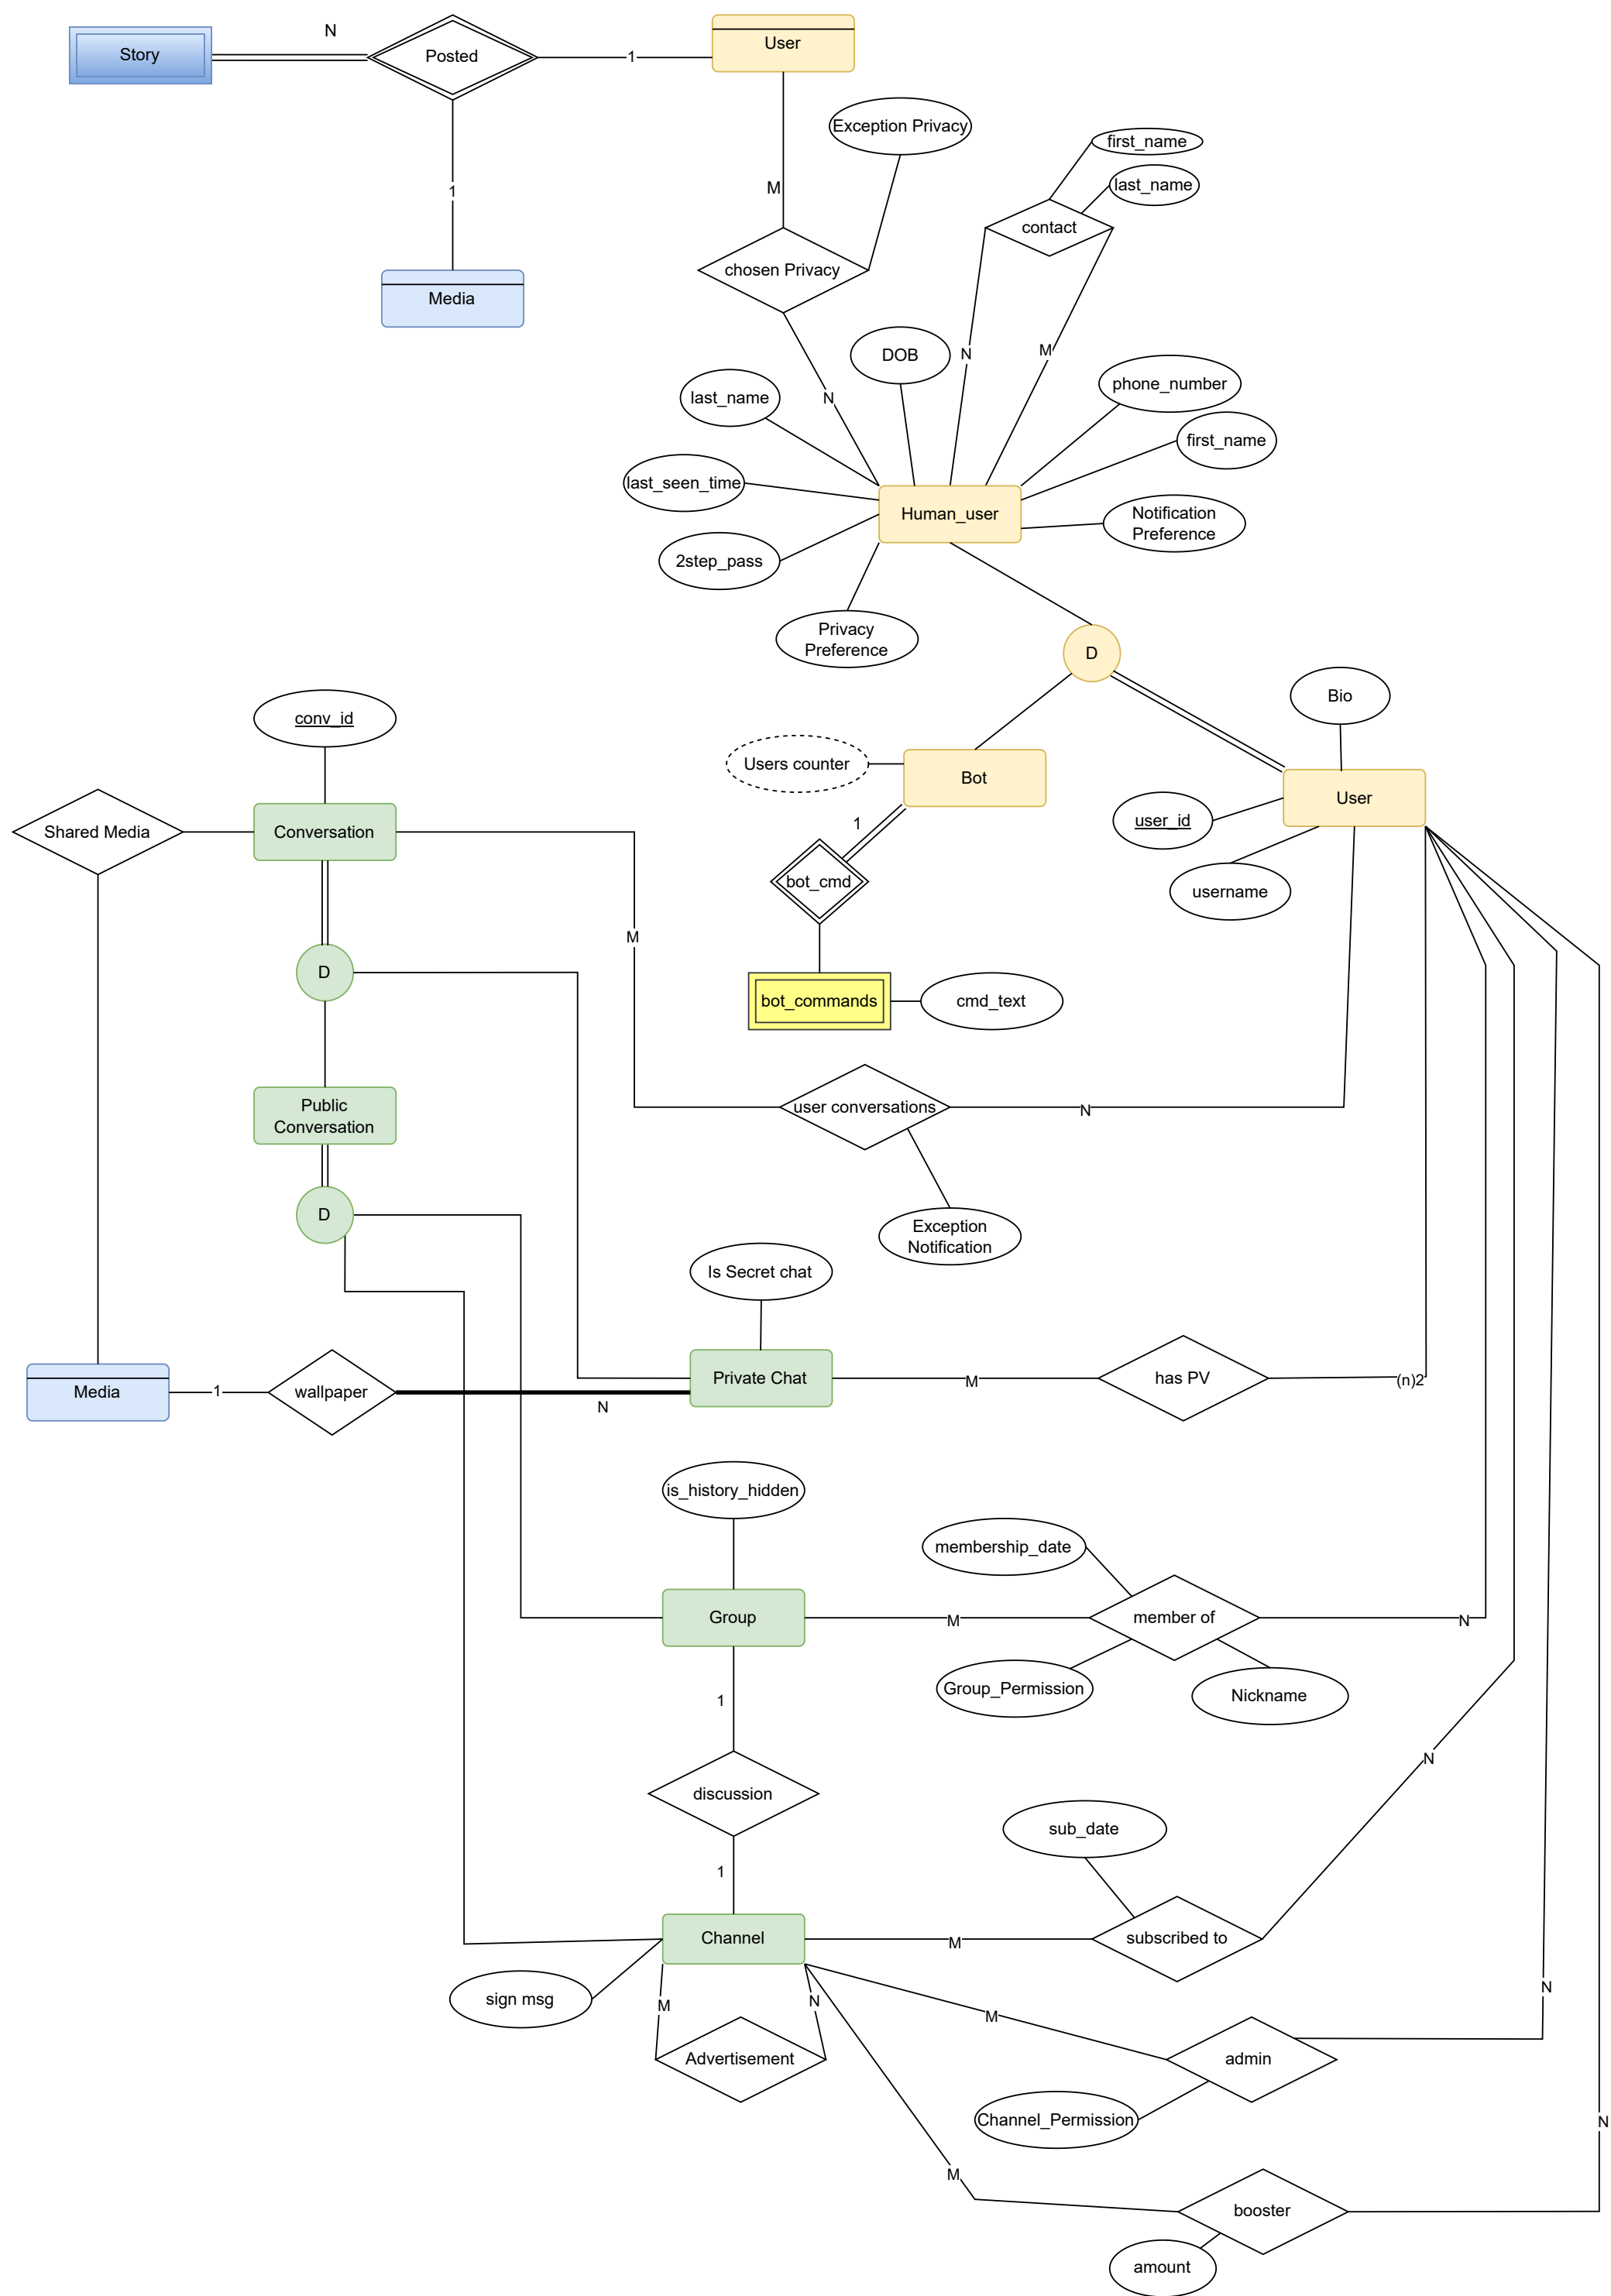 N
Story
Posted
1
User
Exception Privacy
first_name
last_name
M
1
contact
chosen Privacy
Media
DOB
N
M
phone_number
last_name
N
first_name
last_seen_time
Human_user
Notification
Preference
2step_pass
Privacy
Preference
D
Bio
conv_id
Users counter
Bot
User
user_id
1
Shared Media
Conversation
bot_cmd
username
M
D
bot_commands
cmd_text
Public
Conversation
user conversations
N
D
Exception
Notification
Is Secret chat
Private Chat
M
has PV
(n)2
Media
1
wallpaper
N
is_history_hidden
membership_date
Group
M
member of
N
Group_Permission
Nickname
1
N
discussion
sub_date
1
Channel
M
subscribed to
sign msg
M
N
M
N
Advertisement
admin
Channel_Permission
N
M
booster
amount